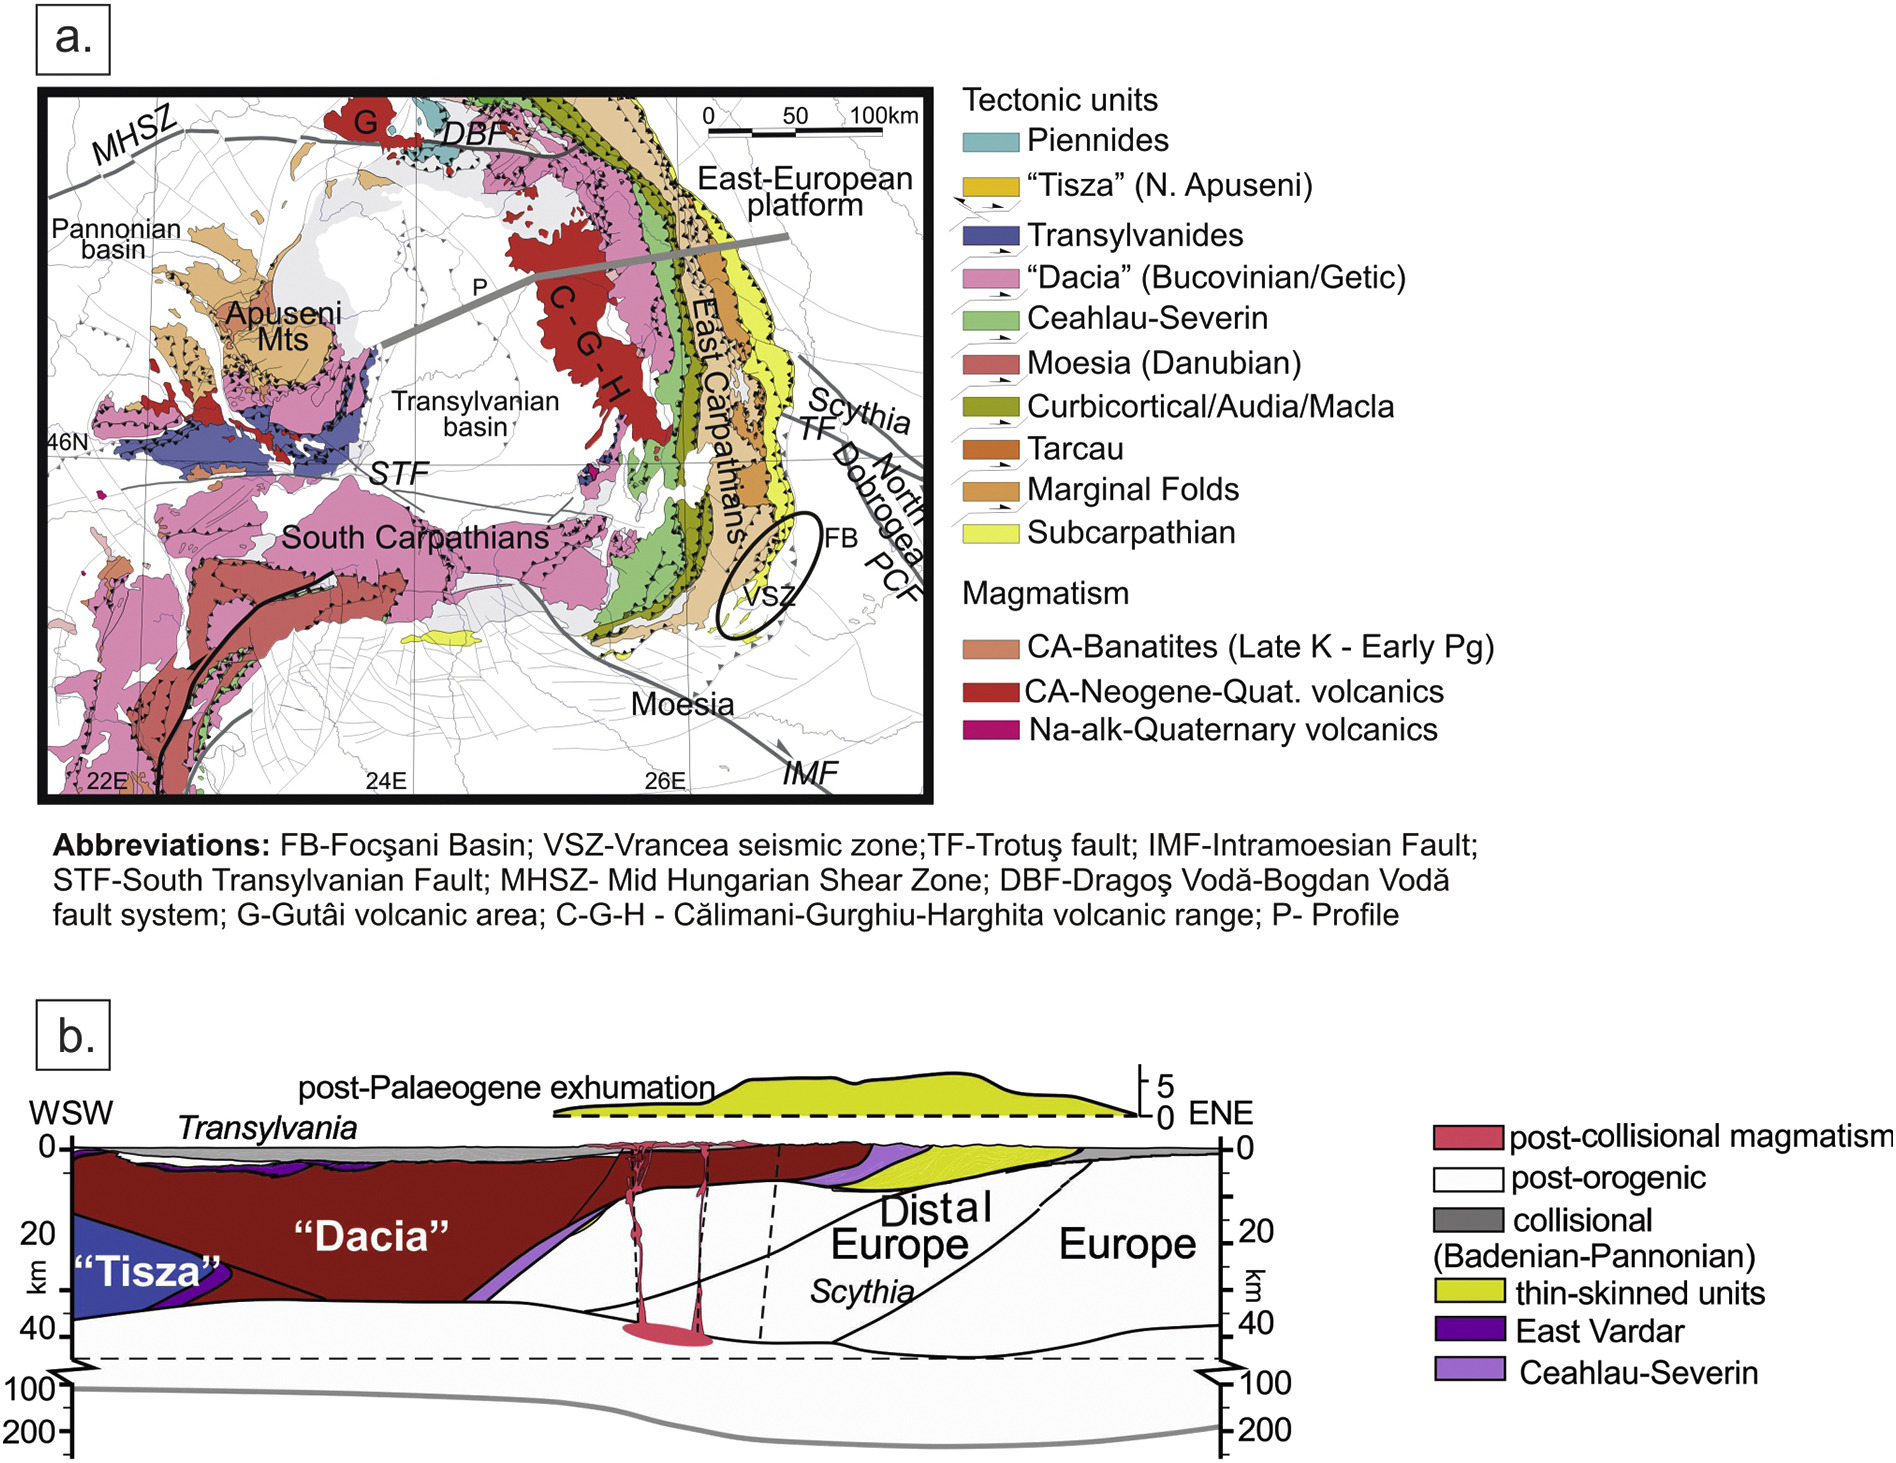 a.
MHSZ
G
DBF
0 50 100km
East-European
platform
Pannonian
basin
P
Apuseni
Mts
C - G - H
East Carpathians
Transylvanian
basin
Scythia
TF
North
Dobrogea
PCF
46N
STF
South Carpathians
FB
VSZ
Moesia
IMF
22E
24E
26E
Tectonic units
Piennides
“Tisza” (N. Apuseni)
Transylvanides
“Dacia” (Bucovinian/Getic)
Ceahlau-Severin
Moesia (Danubian)
Curbicortical/Audia/Macla
Tarcau
Marginal Folds
Subcarpathian
Magmatism
CA-Banatites (Late K - Early Pg)
CA-Neogene-Quat. volcanics
Na-alk-Quaternary volcanics
Abbreviations: FB-Focşani Basin; VSZ-Vrancea seismic zone;TF-Trotuş fault; IMF-Intramoesian Fault;
STF-South Transylvanian Fault; MHSZ- Mid Hungarian Shear Zone; DBF-Dragoş Vodă-Bogdan Vodă
fault system; G-Gutâi volcanic area; C-G-H - Călimani-Gurghiu-Harghita volcanic range; P- Profile
b.
post-Palaeogene exhumation
5
0
WSW
ENE
Transylvania
0
0
20
20
km
km
40
40
100
100
200
200
“Tisza”
“Dacia”
Distal
Europe
Scythia
Europe
post-collisional magmatism
post-orogenic
collisional
(Badenian-Pannonian)
thin-skinned units
East Vardar
Ceahlau-Severin